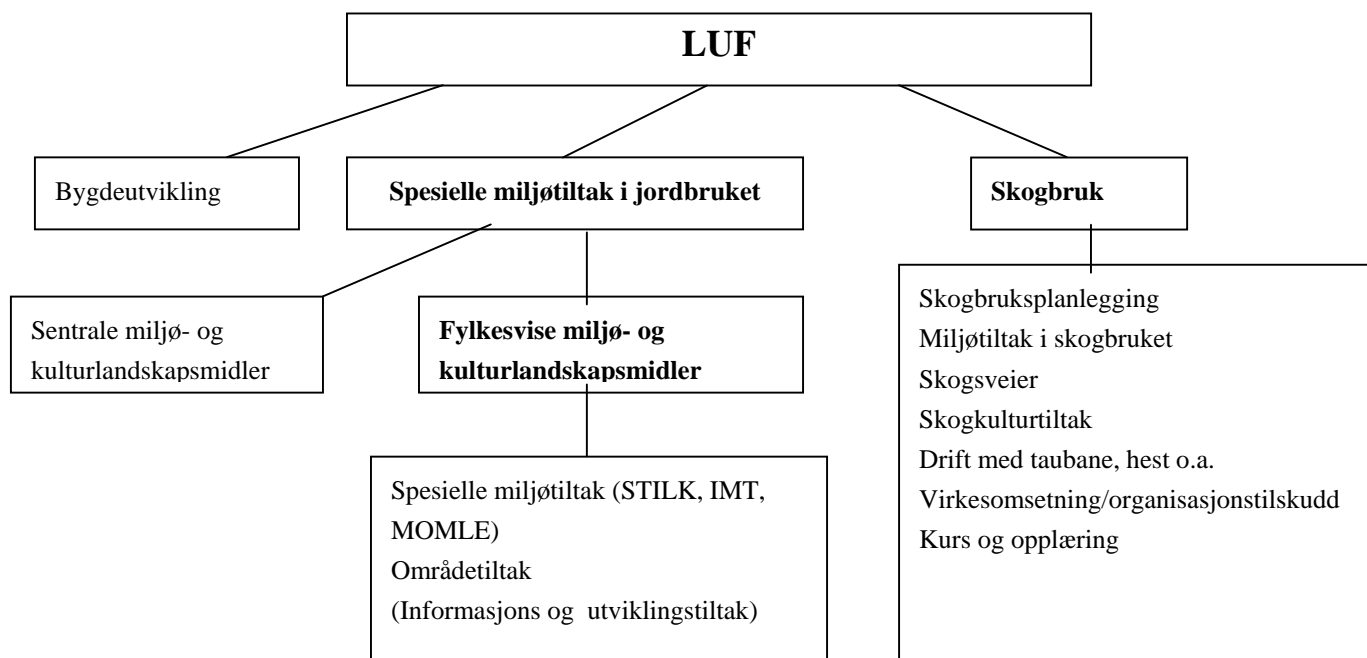 LUF
Bygdeutvikling
Spesielle miljøtiltak i jordbruket
Skogbruk
Sentrale miljø- og
kulturlandskapsmidler
Fylkesvise miljø- og
kulturlandskapsmidler
Skogbruksplanlegging
Miljøtiltak i skogbruket
Skogsveier
Skogkulturtiltak
Drift med taubane, hest o.a.
Virkesomsetning/organisasjonstilskudd
Kurs og opplæring
Spesielle miljøtiltak (STILK, IMT,
MOMLE)
Områdetiltak
(Informasjons og utviklingstiltak)